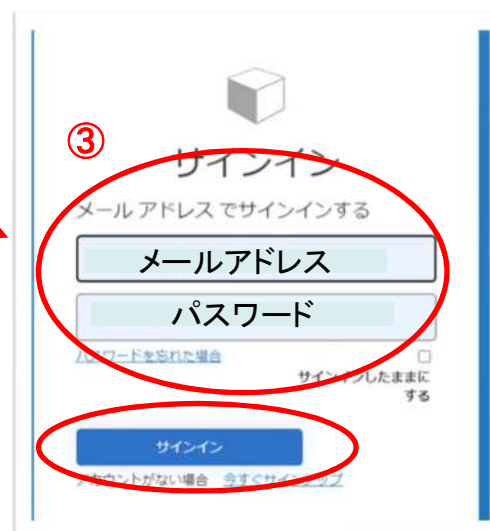 ③
サインイン
メール アドレス でサインインする
メールアドレス
パスワード
パスワードを忘れた場合
サインインしたままに
する
サインイン
アカウントがない場合 今すぐサインアップ